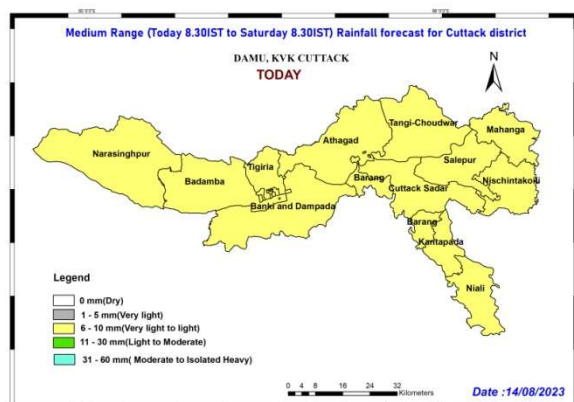 Medium Range (Today 8.30IST to Saturday 8.30IST) Rainfall forecast for Cuttack district
DAMU, KVK CUTTACK
TODAY
N
Tangi-Choudwar
Mahanga
Athagad
Narasinghpur
Salepur
Tigiria
Badamba
Barang
Nischintakoili
Cuttack Sadar
Banki and Dampada
Barang
Kantapada
Niali
Legend
0 mm(Dry)
1 - 5 mm(Very light)
6 - 10 mm(Very light to light)
11 - 30 mm(Light to Moderate)
31 - 60 mm( Moderate to Isolated Heavy)
0 4 8 16 24 32
Kilometers
Date :14/08/2023